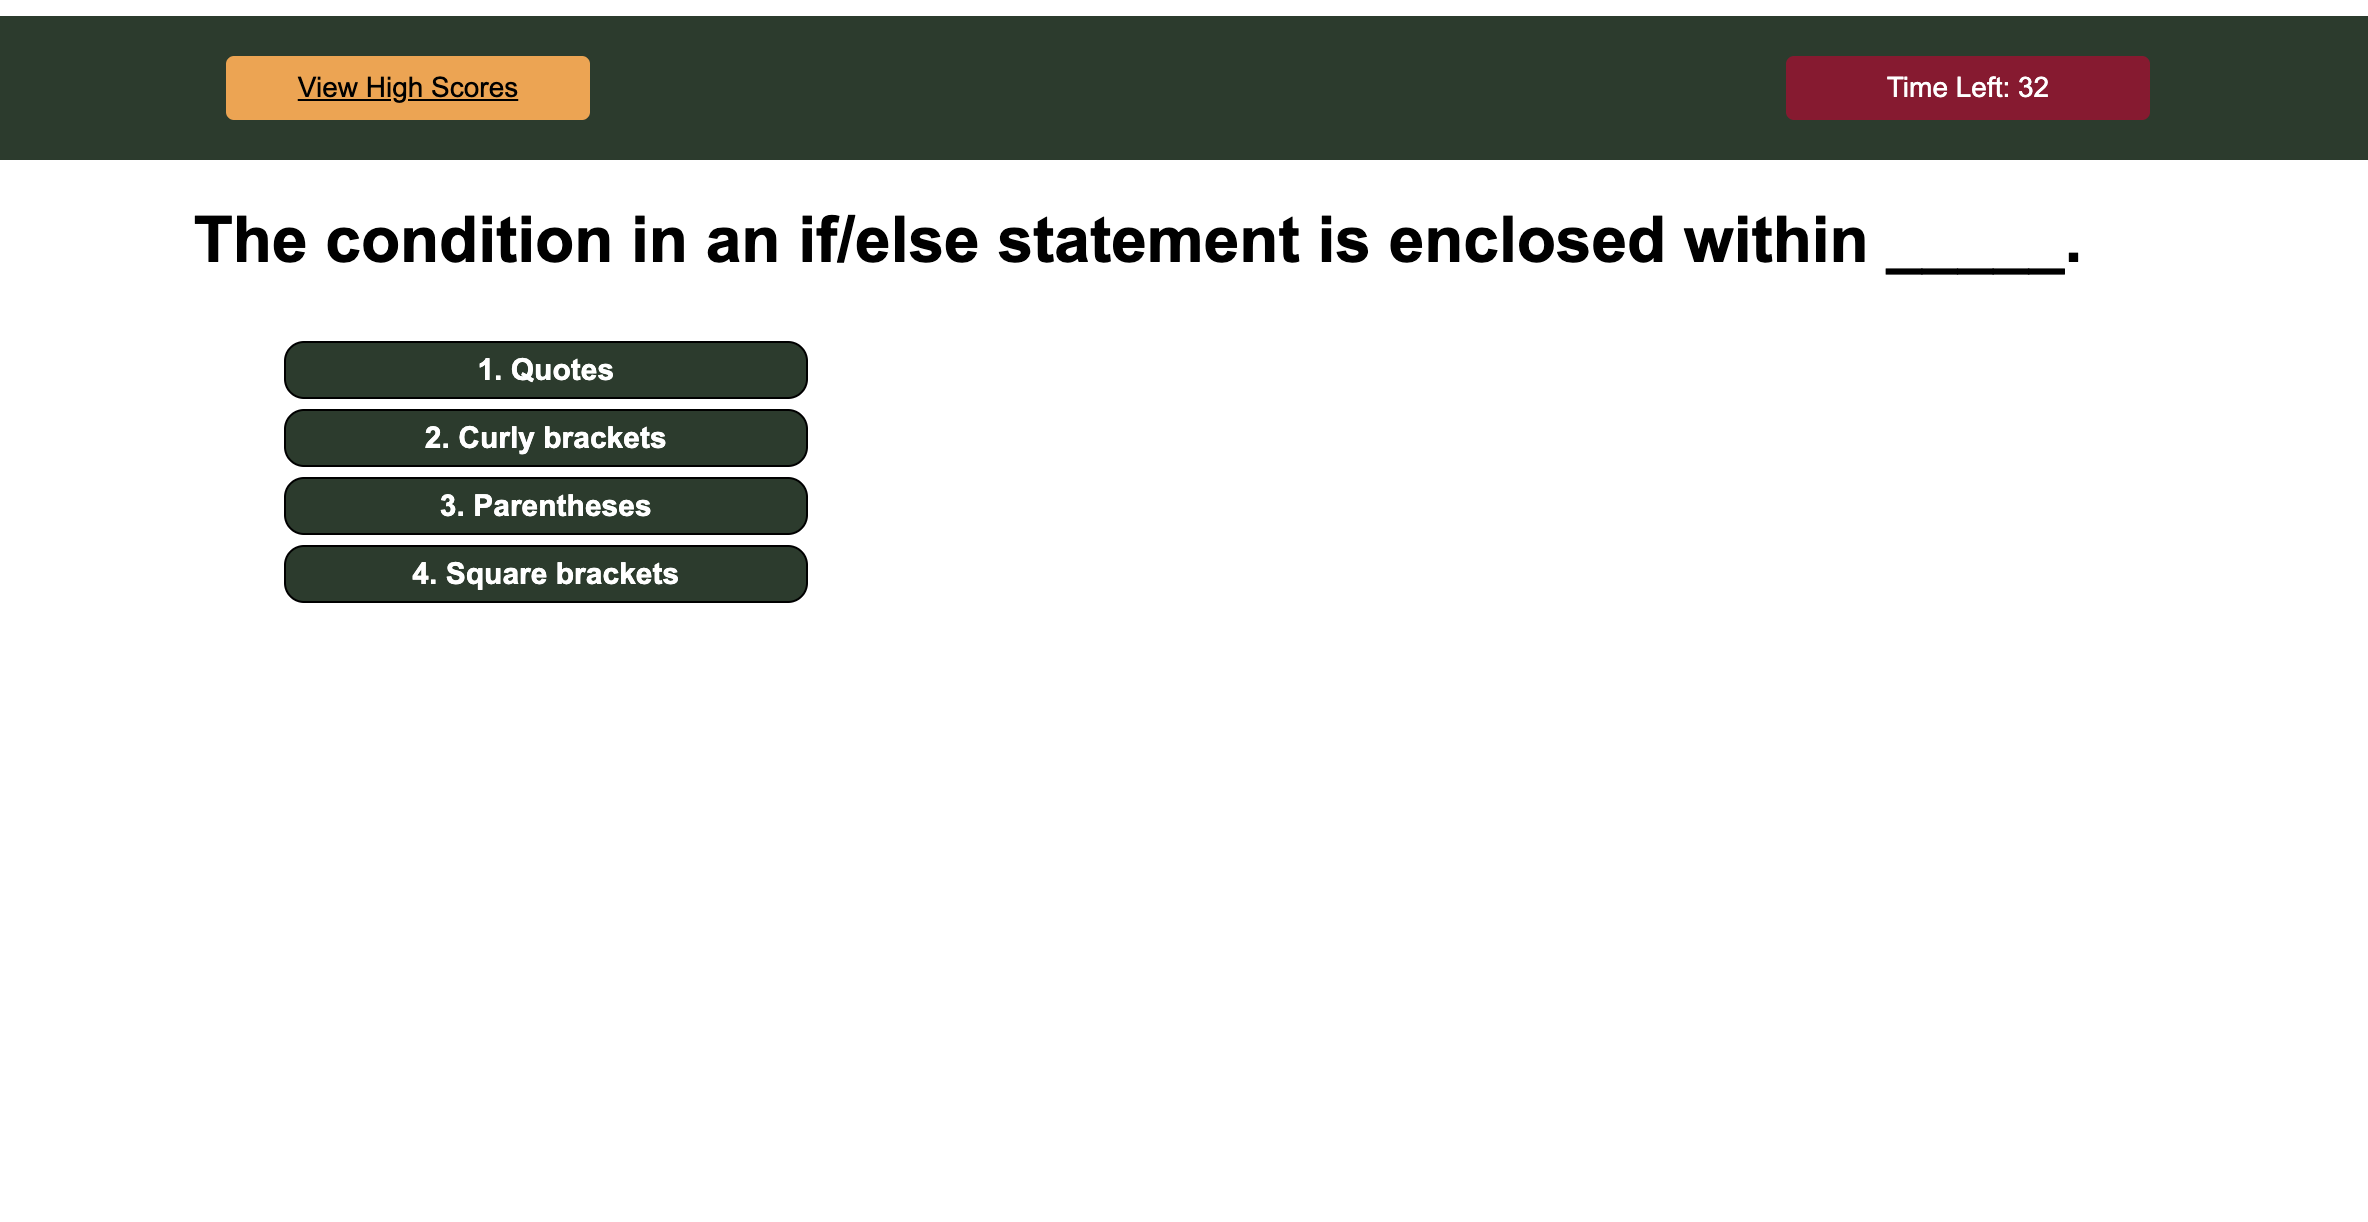 View High Scores
Time Left: 32
The condition in an if/else statement is enclosed within _____.
1. Quotes
2. Curly brackets
3. Parentheses
4. Square brackets